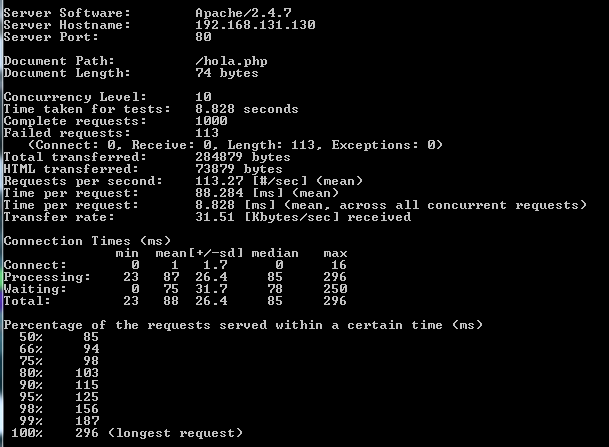 Server Software:        Apache/2.4.7
Server Hostname:        192.168.131.130
Server Port:            80
Document Path:          /hola.php
Document Length:        74 bytes
Concurrency Level:      10
Time taken for tests:   8.828 seconds
Complete requests:      1000
Failed requests:        113
   (Connect: 0, Receive: 0, Length: 113, Exceptions: 0)
Total transferred:      284879 bytes
HTML transferred:       73879 bytes
Requests per second:    113.27 [#/sec] (mean)
Time per request:       88.284 [ms] (mean)
Time per request:       8.828 [ms] (mean, across all concurrent requests)
Transfer rate:          31.51 [Kbytes/sec] received
Connection Times (ms)
              min  mean[+/-sd] median   max
Connect:        0    1   1.7      0      16
Processing:    23   87  26.4     85     296
Waiting:        0   75  31.7     78     250
Total:         23   88  26.4     85     296
Percentage of the requests served within a certain time (ms)
  50%     85
  66%     94
  75%     98
  80%    103
  90%    115
  95%    125
  98%    156
  99%    187
 100%    296 (longest request)